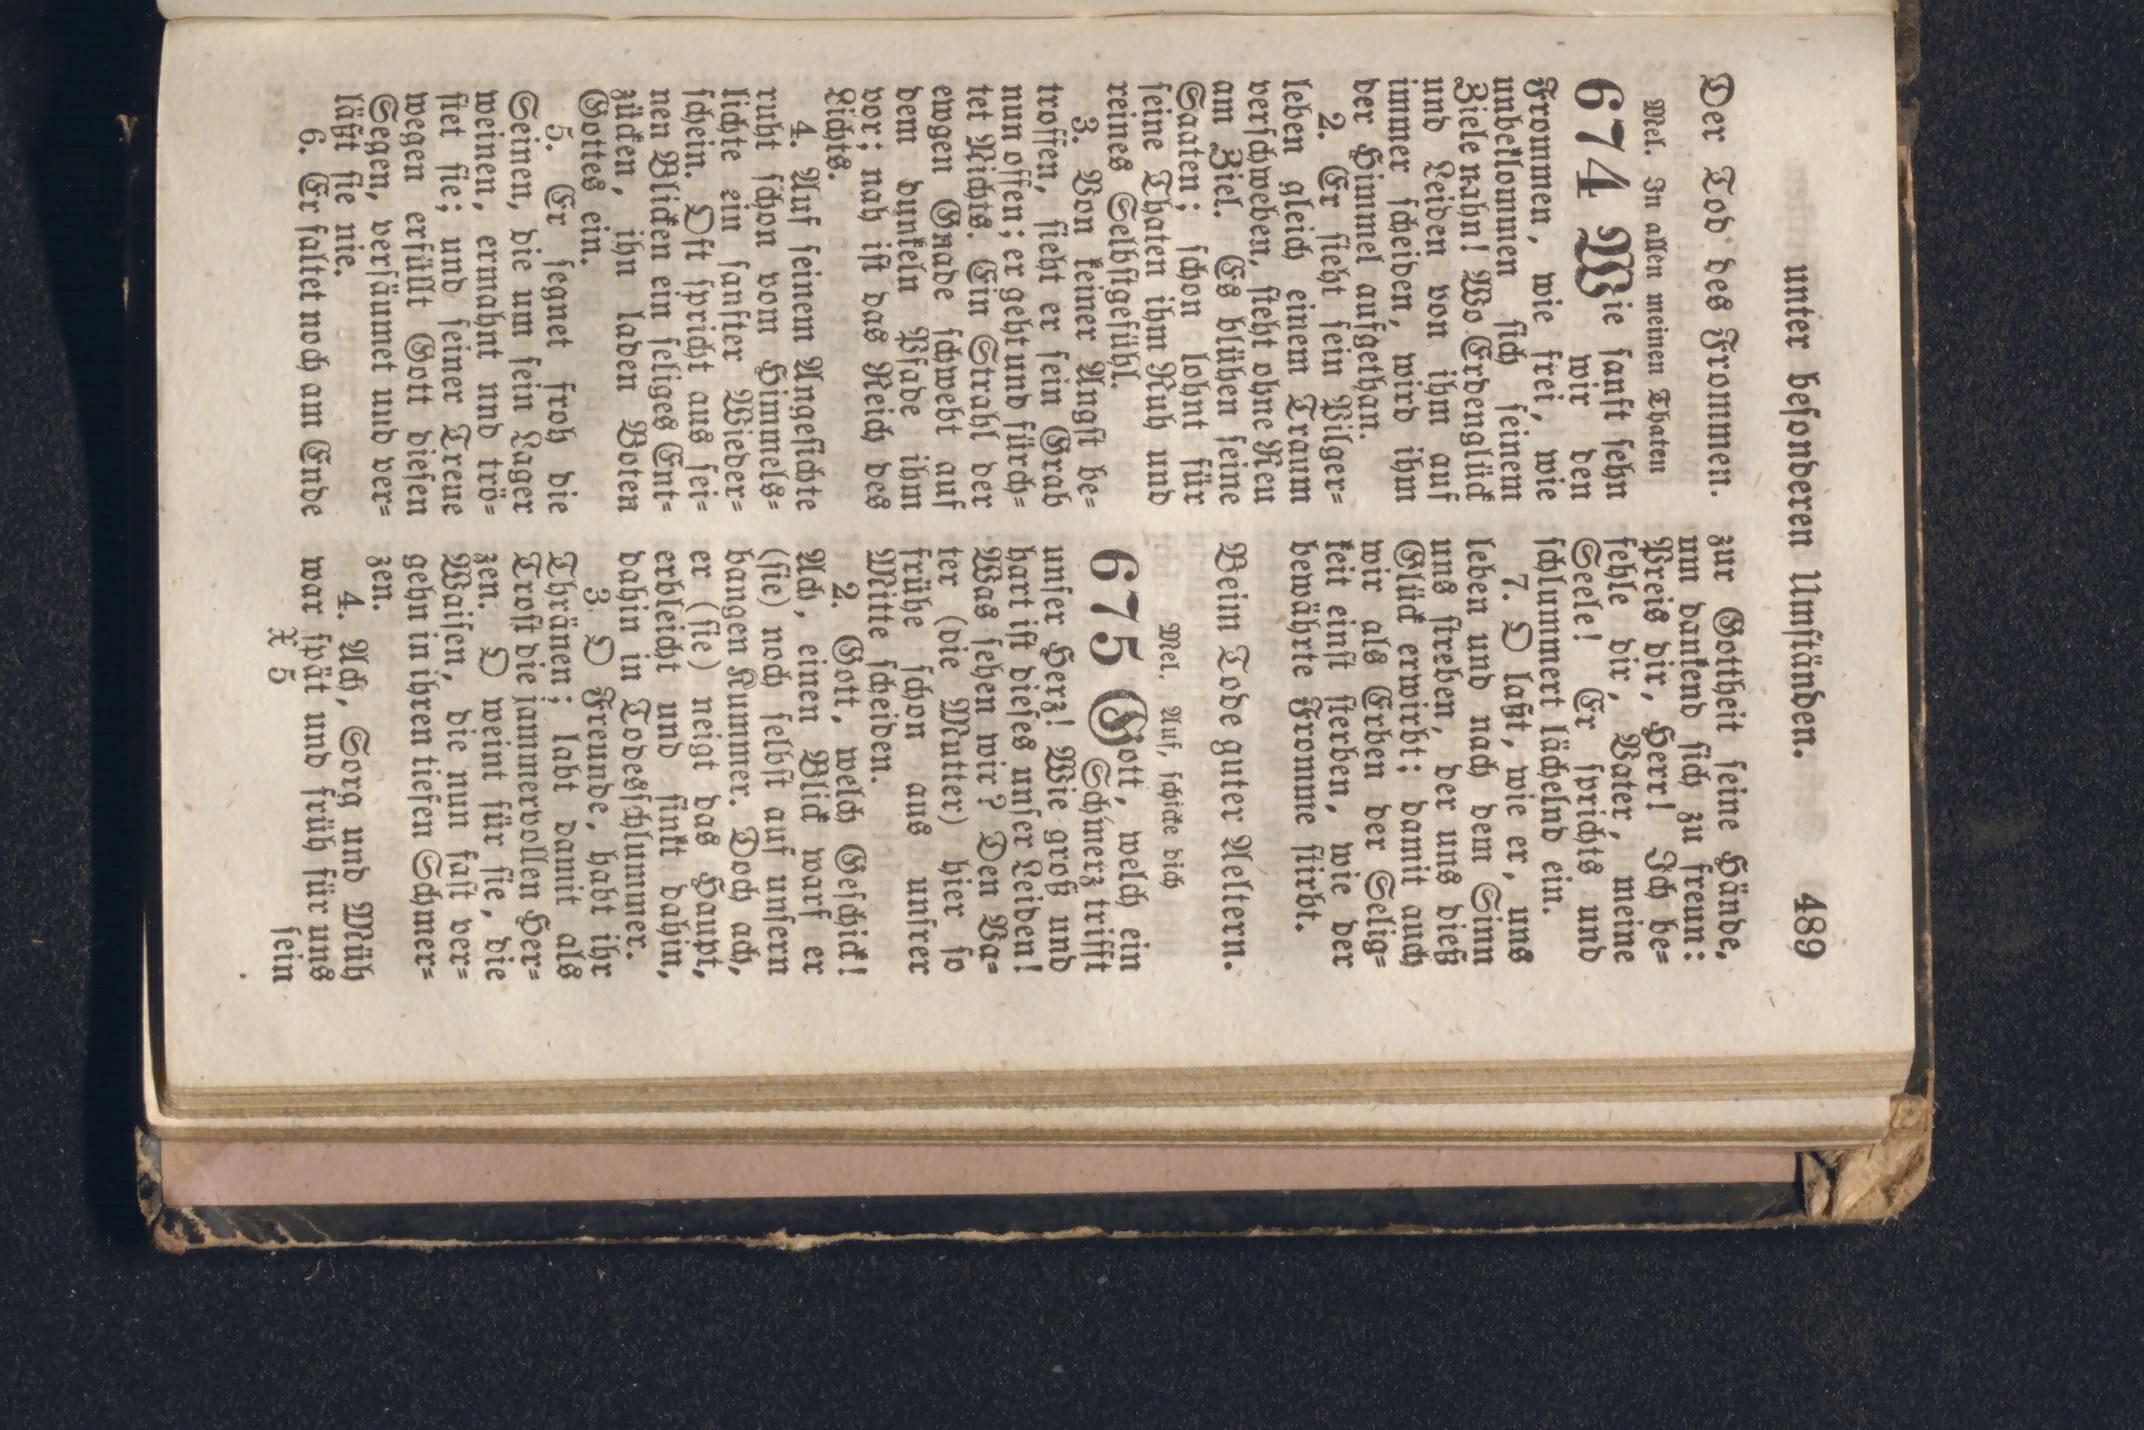 unter besonderen Umständen. 489
Der Tod des Frommen.
Mel. In allen meinen Thaten
674 Wie sanft sehn
wir den
Frommen, wie frei, wie
unbeklommen sich seinem
Ziele nahn! Wo Erdenglück
und Leiden von ihm auf
immer scheiden, wird ihm
der Himmel aufgethan.
2. Er sieht sein Pilger=
leben gleich einem Traum
verschweben, sieht ohne Reu
am Ziel. Es blühen seine
Saaten; schon lohnt für
seine Thaten ihm Ruh und
reines Selbstgefühl.
3. Von keiner Angst be=
troffen, sieht er sein Grab
nun offen; er geht und fürch=
tet Nichts. Ein Strahl der
ewgen Gnade schwebt auf
dem dunkeln Pfade ihm
vor; nah ist das Reich des
Lichts.
4. Auf seinem Angesichte
ruht schon vom Himmels=
lichte ein sanfter Wieder=
schein. Oft spricht aus sei=
nen Blicken ein seliges Ent=
zücken, ihn laden Boten
Gottes ein.
5. Er segnet froh die
Seinen, die um sein Lager
weinen, ermahnt und trö=
stet sie; und seiner Treue
wegen erfüllt Gott diesen
Segen, versäumet und ver=
läßt sie nie.
6. Er faltet noch am Ende
zur Gottheit seine Hände,
um dankend sich zu freun:
Preis dir, Herr! Ich be=
fehle dir, Vater, meine
Seele! Er sprichts und
schlummert lächelnd ein.
7. O laßt, wie er, uns
leben und nach dem Sinn
uns streben, der uns dieß
Glück erwirbt; damit auch
wir als Erben der Selig=
keit einst sterben, wie der
bewährte Fromme stirbt.
Beim Tode guter Aeltern.
Mel. Auf, schicke dich
675 Gott, welch ein
Schmerz trifft
unser Herz! Wie groß und
hart ist dieses unser Leiden!
Was sehen wir? Den Va=
ter (die Mutter) hier so
frühe schon aus unsrer
Mitte scheiden.
2. Gott, welch Geschick!
Ach, einen Blick warf er
(sie) noch selbst auf unsern
bangen Kummer. Doch ach,
er (sie) neigt das Haupt,
erbleicht und sinkt dahin,
dahin in Todesschlummer.
3. O Freunde, habt ihr
Thränen; labt damit als
Trost die jammervollen Her=
zen. O weint für sie, die
Waisen, die nun fast ver=
gehn in ihren tiefen Schmer=
zen.
4. Ach, Sorg und Müh
war spät und früh für uns
X 5
sein